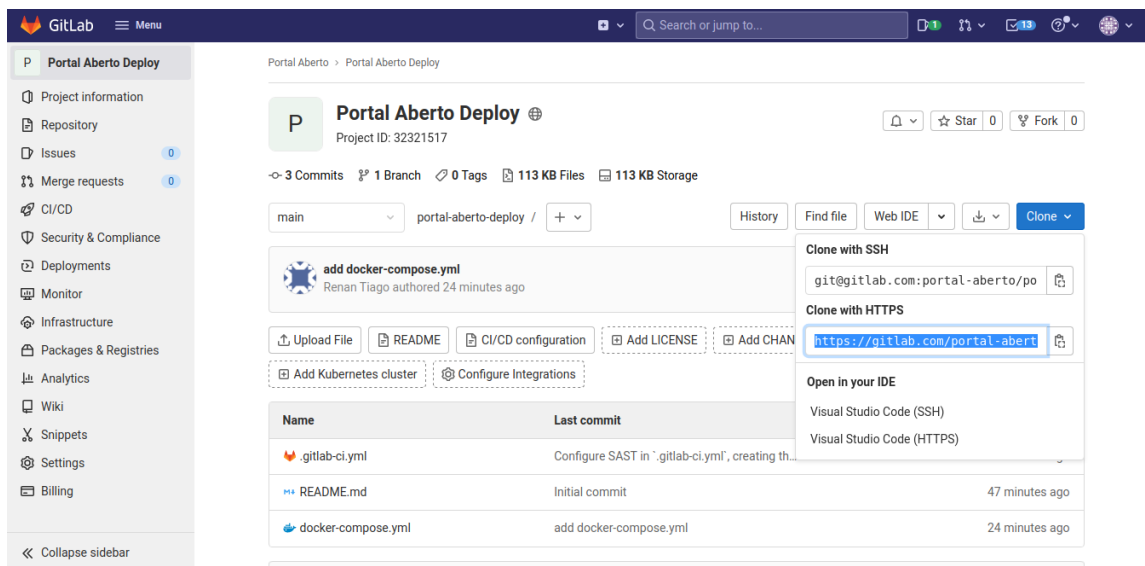 GitLab Menu Search or jump to... 1 13
P Portal Aberto Deploy
Project information
Repository
Issues 0
Merge requests 0
CI/CD
Security & Compliance
Deployments
Monitor
Infrastructure
Packages & Registries
Analytics
Wiki
Snippets
Settings
Billing
Collapse sidebar
Portal Aberto > Portal Aberto Deploy
P
Portal Aberto Deploy
Project ID: 32321517
Star 0 Fork 0
3 Commits 1 Branch 0 Tags 113 KB Files 113 KB Storage
main portal-aberto-deploy / + History Find file Web IDE Clone
add docker-compose.yml
Renan Tiago authored 24 minutes ago
Clone with SSH
git@gitlab.com:portal-aberto/po
Clone with HTTPS
https://gitlab.com/portal-abert
Open in your IDE
Visual Studio Code (SSH)
Visual Studio Code (HTTPS)
Upload File README CI/CD configuration Add LICENSE Add CHAN
Add Kubernetes cluster Configure Integrations
Name Last commit
.gitlab-ci.yml Configure SAST in `.gitlab-ci.yml`, creating th...
README.md Initial commit 47 minutes ago
docker-compose.yml add docker-compose.yml 24 minutes ago